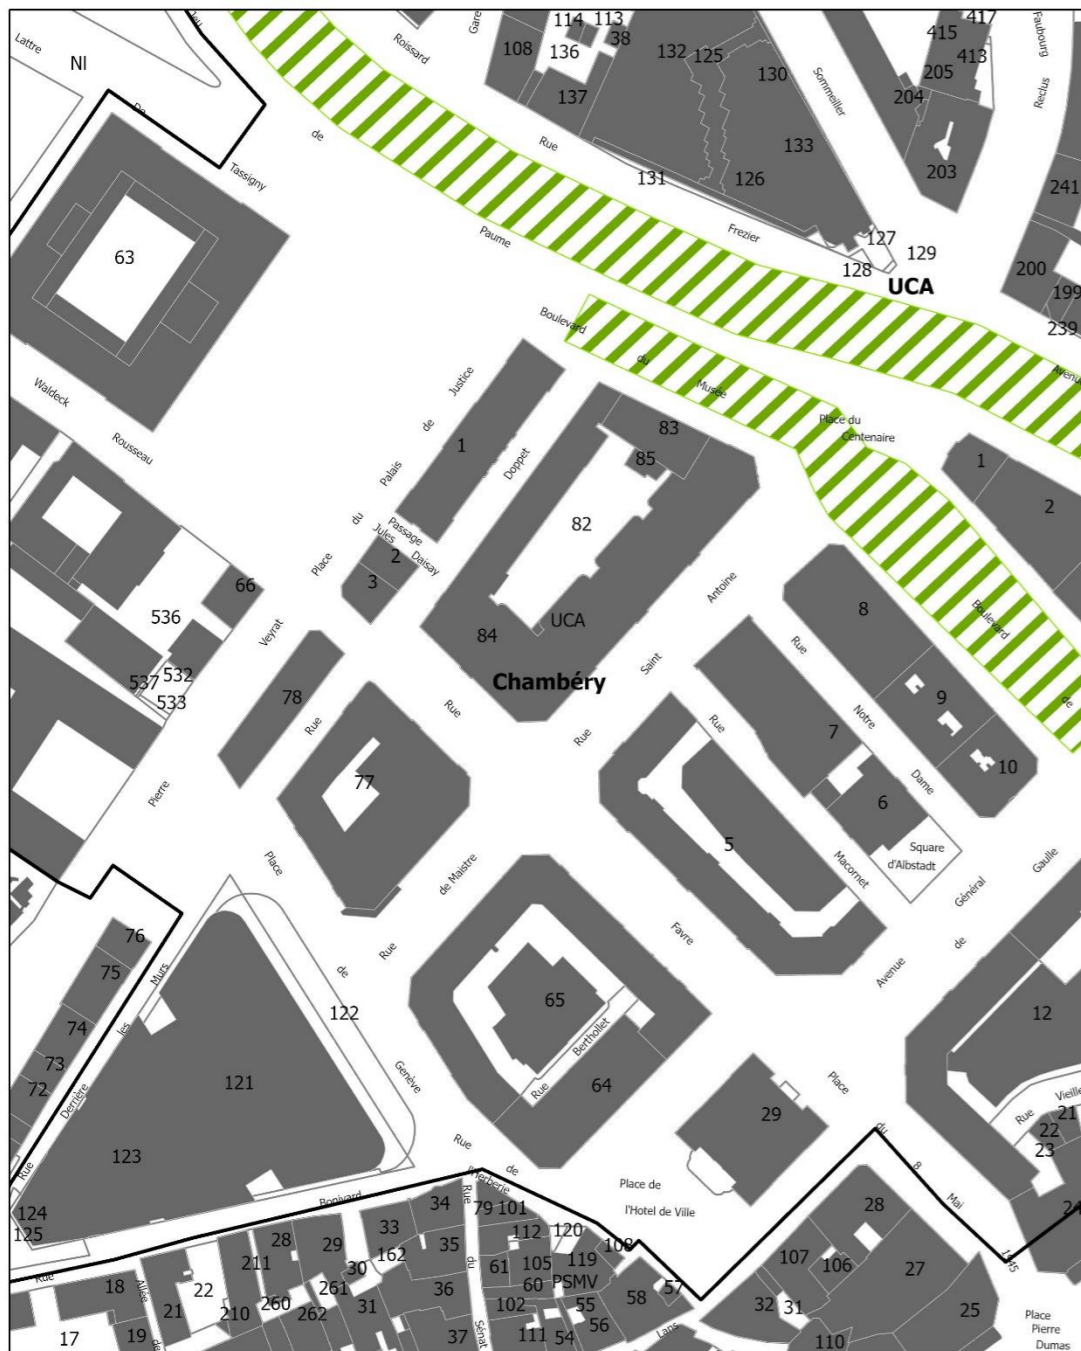 Lattre
NI
De
Tassigny
Jeu
de
Paume
Roissard
Gare
108
114
113
136
38
137
132
125
130
133
126
131
Rue
Frezier
Sommeiller
415
417
413
205
204
203
Faubourg
Reclus
241
127
129
128
UCA
200
199
239
Avenue
63
Boulevard
du
Musée
Place du
Centenaire
Waldeck
Rousseau
Place
du
Palais
de
Justice
1
Doppet
Passage
Jules
Daisay
2
3
83
85
82
84
UCA
Chambéry
1
2
66
536
537
532
533
Veyrat
Pierre
78
Rue
77
Rue
Rue
Saint
Antoine
8
9
10
Boulevard
de
Rue
Notre
Dame
7
6
Square
d'Albstadt
Rue
Macornet
5
Place
de
Genève
Rue
de Maistre
Favre
Avenue
de
Général
Gaulle
76
75
74
73
72
Rue
Derrière
les
Murs
122
121
123
124
125
65
Rue
Berthollet
64
12
Place
du
8
Mai
1945
29
Rue
Vieille
21
22
23
24
Rue
de
l'Herberie
Place de
l'Hotel de Ville
Rue
Bonivard
Rue
du
Sénat
79
101
34
33
162
35
36
37
28
29
30
31
211
210
260
261
262
18
Allée
de
22
21
19
17
112
120
119
108
61
105
60
PSMV
102
55
56
111
54
58
57
Lans
107
106
28
27
32
31
110
25
Place
Pierre
Dumas